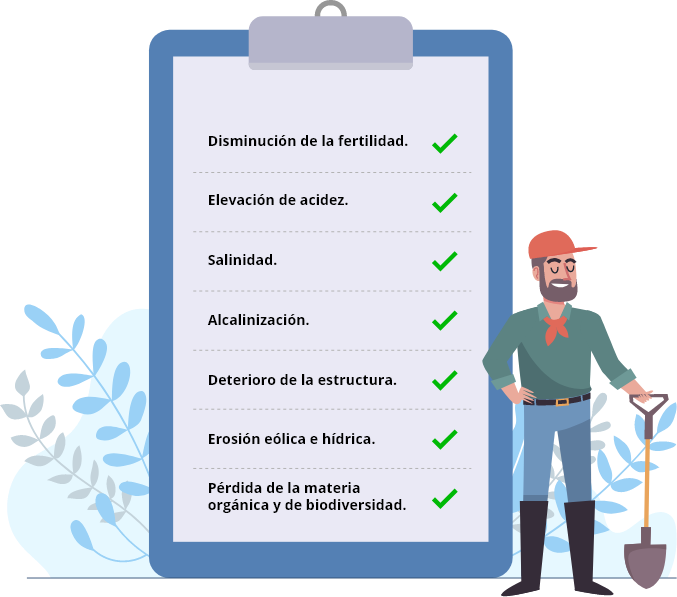 Disminución de la fertilidad.
Elevación de acidez.
Salinidad.
Alcalinización.
Deterioro de la estructura.
Erosión eólica e hídrica.
Pérdida de la materia
orgánica y de biodiversidad.